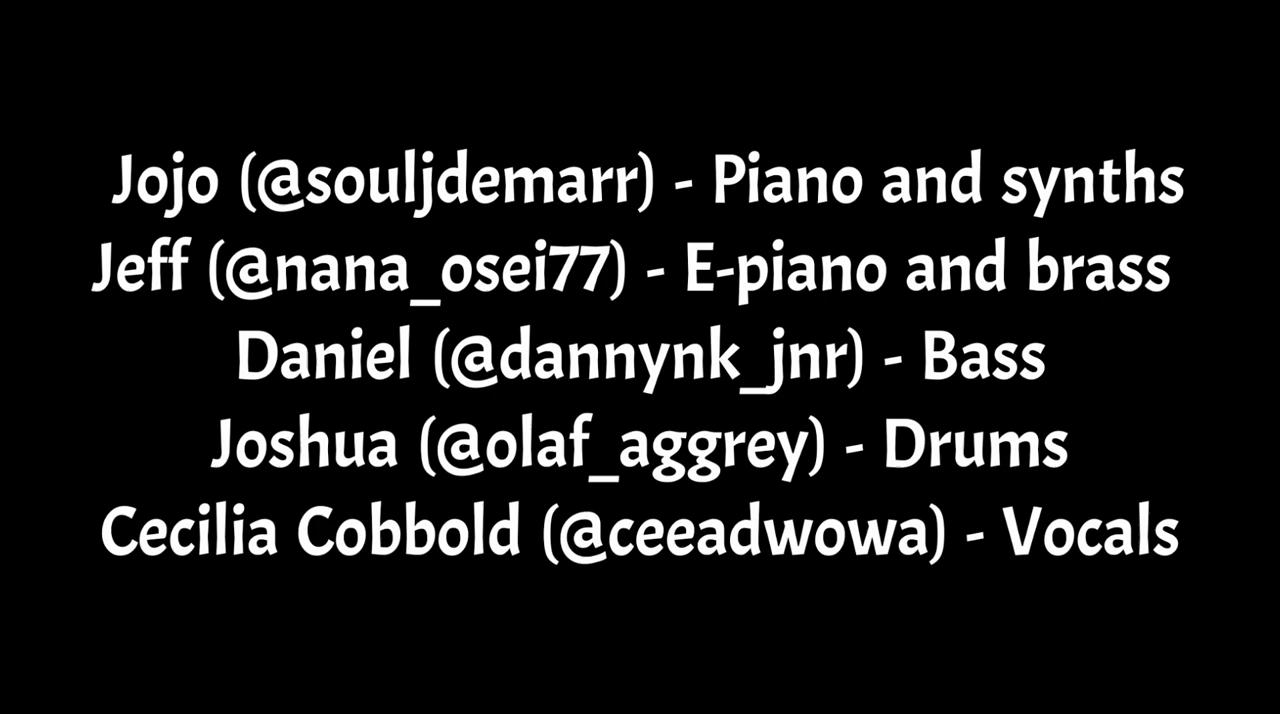 Jojo (@souljdemarr) - Piano and synths
Jeff (@nana_osei77) - E-piano and brass
Daniel (@dannynk_jnr) - Bass
Joshua (@olaf_aggrey) - Drums
Cecilia Cobbold (@ceeadwowa) - Vocals